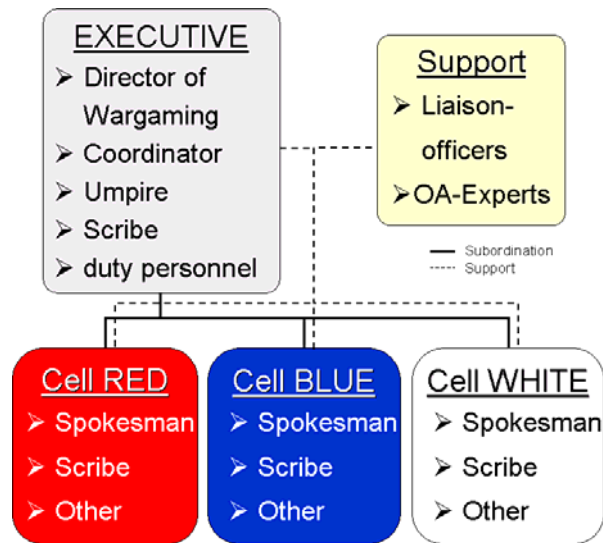 EXECUTIVE
➢ Director of
Wargaming
➢ Coordinator
➢ Umpire
➢ Scribe
➢ duty personnel
Support
➢ Liaison-
officers
➢ OA-Experts
Subordination
Support
Cell RED
➢ Spokesman
➢ Scribe
➢ Other
Cell BLUE
➢ Spokesman
➢ Scribe
➢ Other
Cell WHITE
➢ Spokesman
➢ Scribe
➢ Other